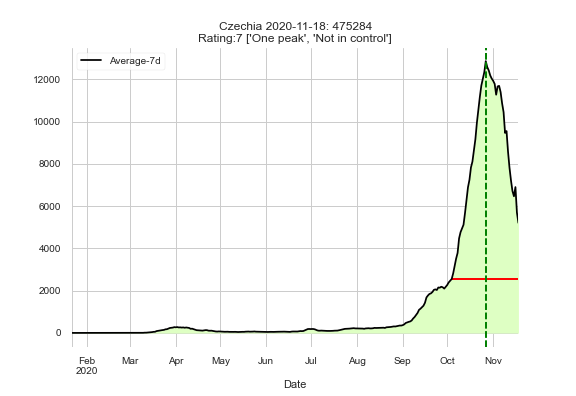 Czechia 2020-11-18: 475284
Rating:7 ['One peak', 'Not in control']
Average-7d
12000
10000
8000
6000
4000
2000
0
Feb Mar Apr May Jun Jul Aug Sep Oct Nov
2020
Date